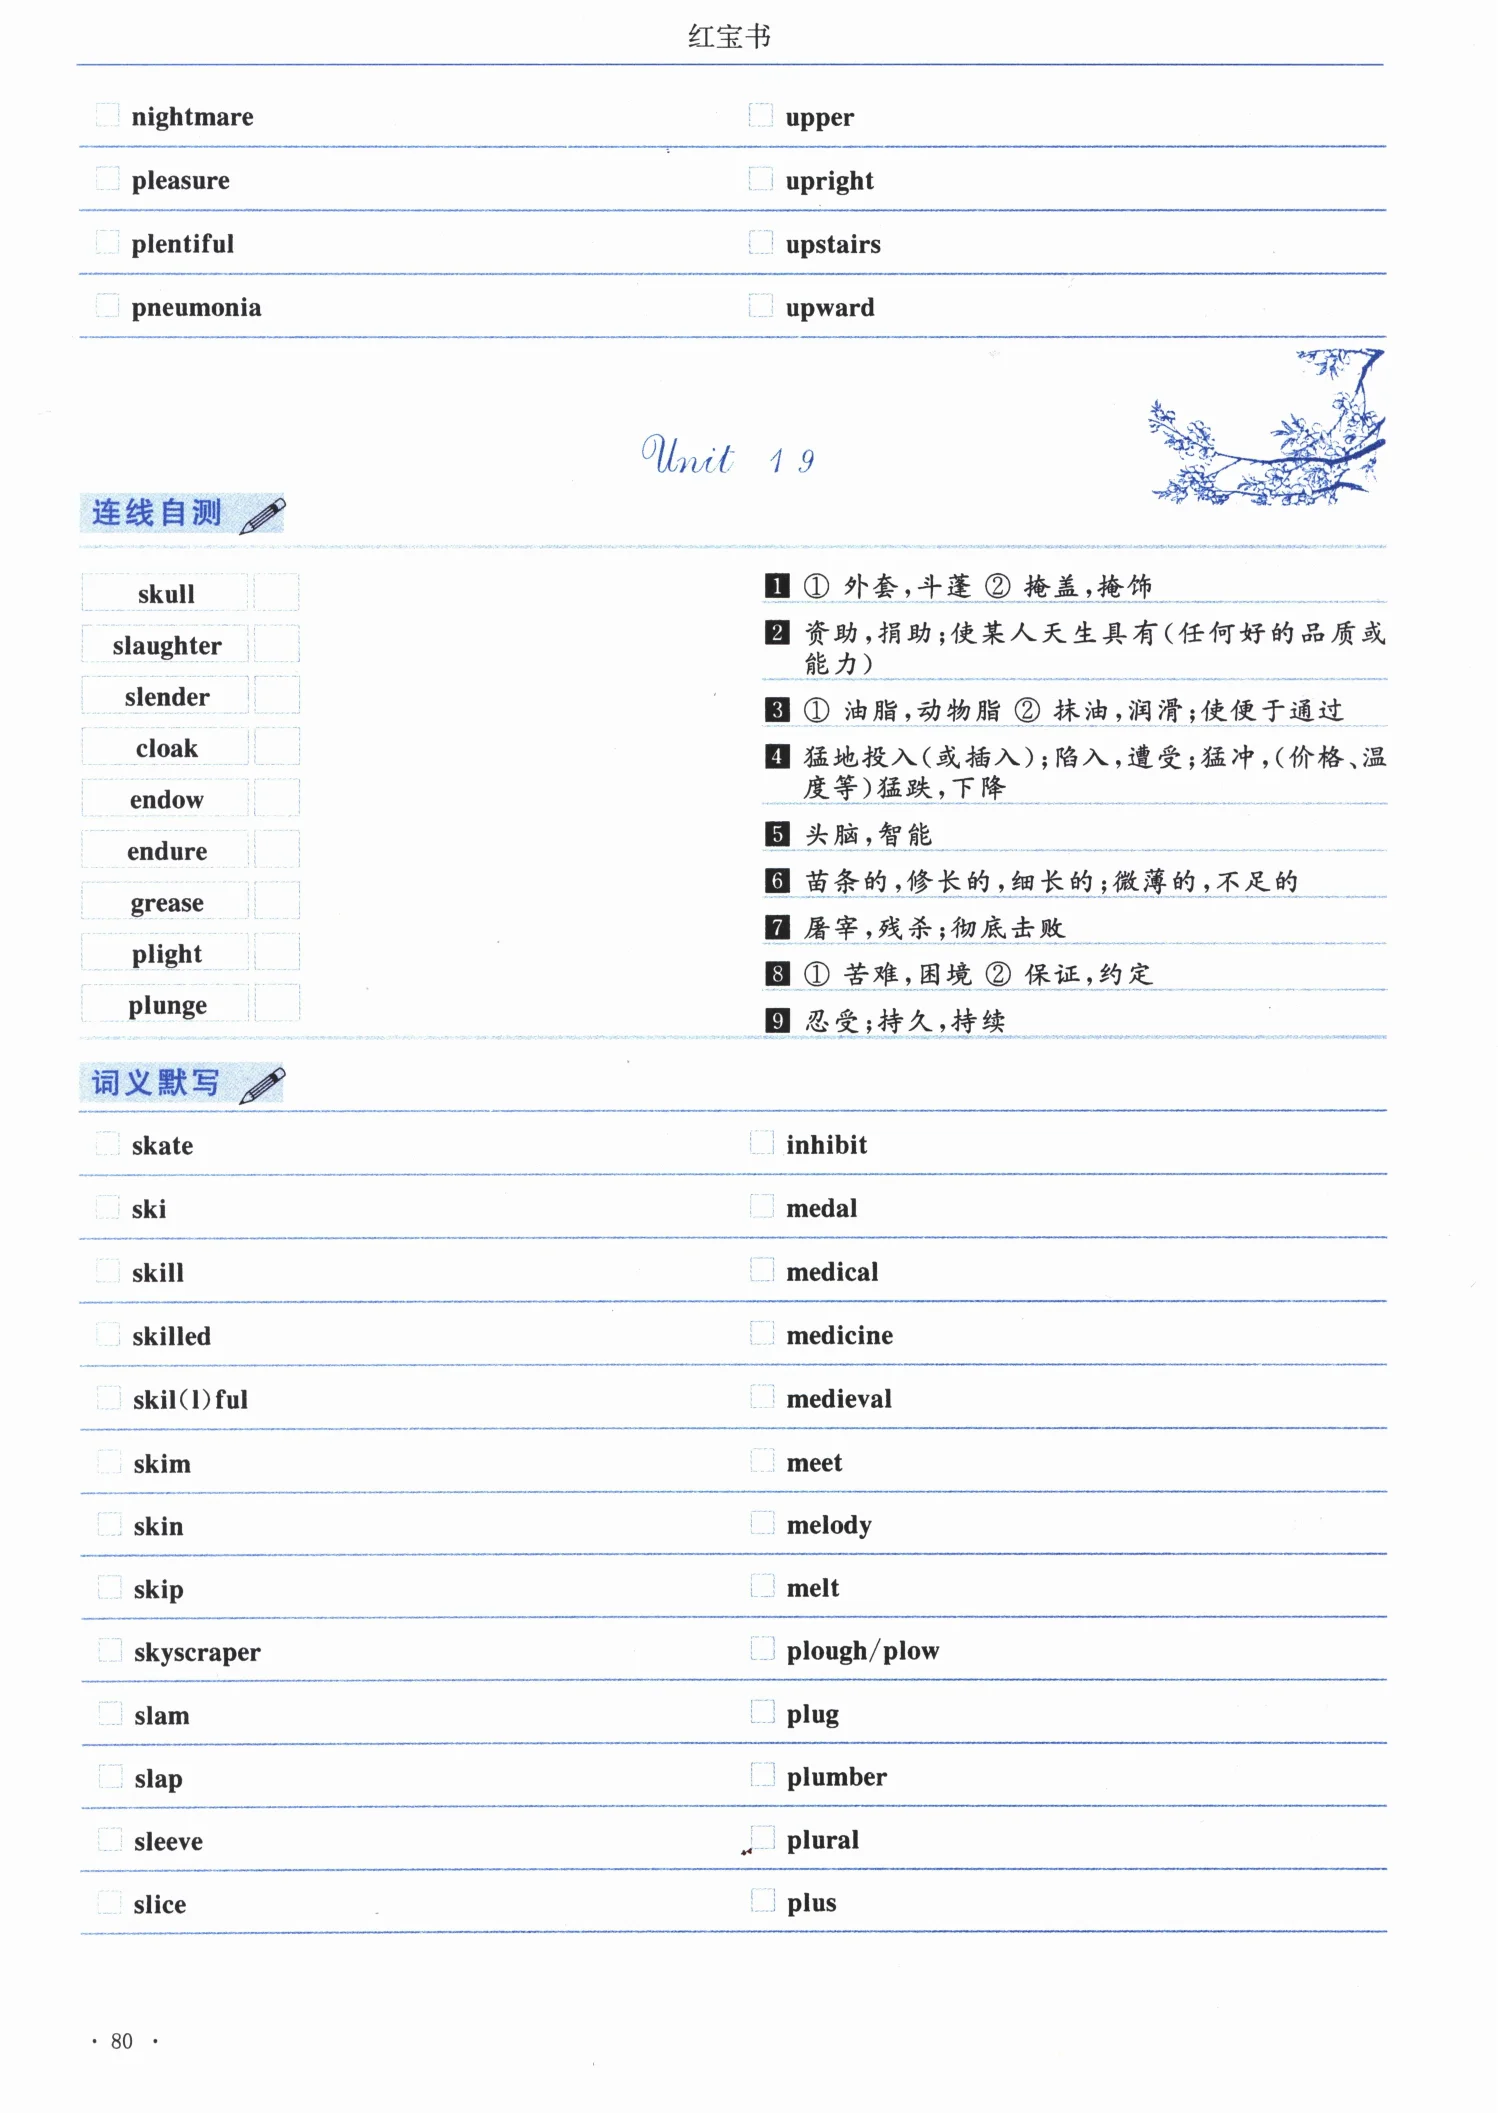 红宝书
nightmare
upper
pleasure
upright
plentiful
upstairs
pneumonia
upward
Unit 19
连线自测
skull
slaughter
slender
cloak
endow
endure
grease
plight
plunge
1 ① 外套,斗蓬 ② 掩盖,掩饰
2 资助,捐助;使某人天生具有(任何好的品质或
能力)
3 ① 油脂,动物脂 ② 抹油,润滑;使便于通过
4 猛地投入(或插入);陷入,遭受;猛冲,(价格、温
度等)猛跌,下降
5 头脑,智能
6 苗条的,修长的,细长的;微薄的,不足的
7 屠宰,残杀;彻底击败
8 ① 苦难,困境 ② 保证,约定
9 忍受;持久,持续
词义默写
skate
inhibit
ski
medal
skill
medical
skilled
medicine
skil(l)ful
medieval
skim
meet
skin
melody
skip
melt
skyscraper
plough/plow
slam
plug
slap
plumber
sleeve
plural
slice
plus
· 80 ·